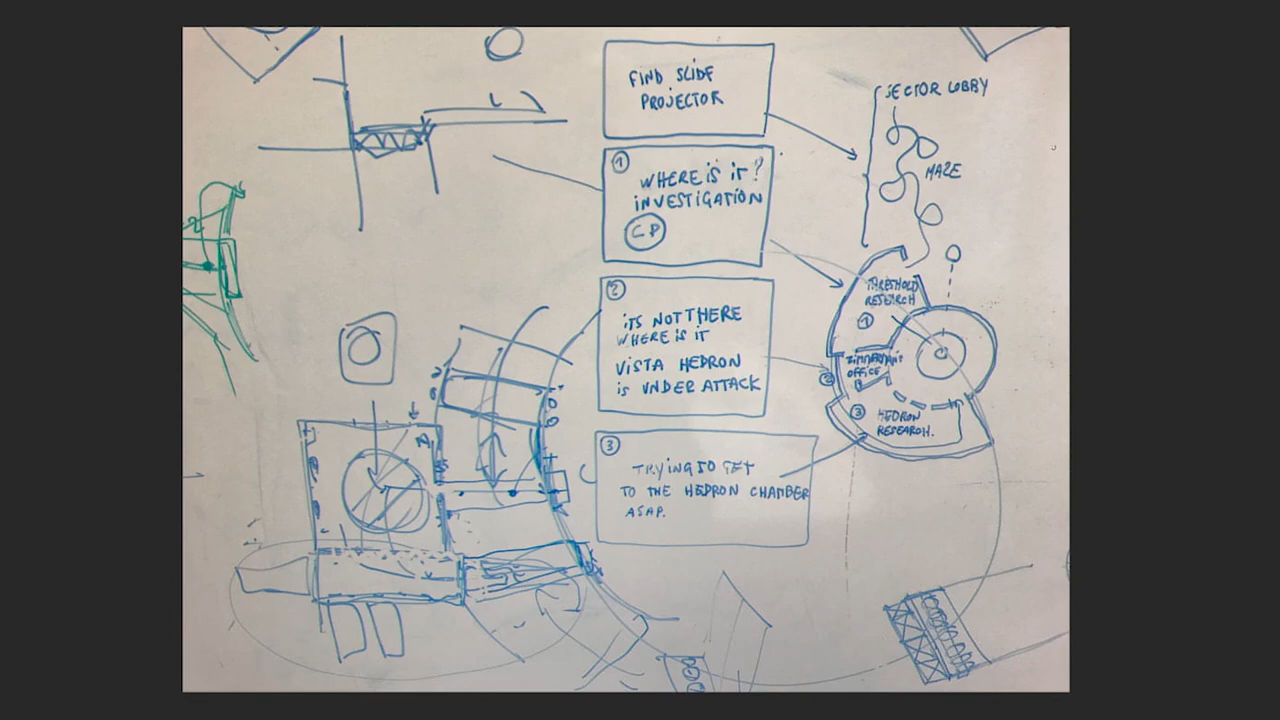 FIND SLIDE
PROJECTOR
1
WHERE IS IT?
INVESTIGATION
CP
2
ITS NOT THERE
WHERE IS IT
VISTA HEDRON
IS UNDER ATTACK
3
TRYING TO GET
TO THE HEDRON CHAMBER
ASAP.
SECTOR LOBBY
MAZE
THRESHOLD
RESEARCH
1
OFFICE
2
3
HEDRON
RESEARCH.